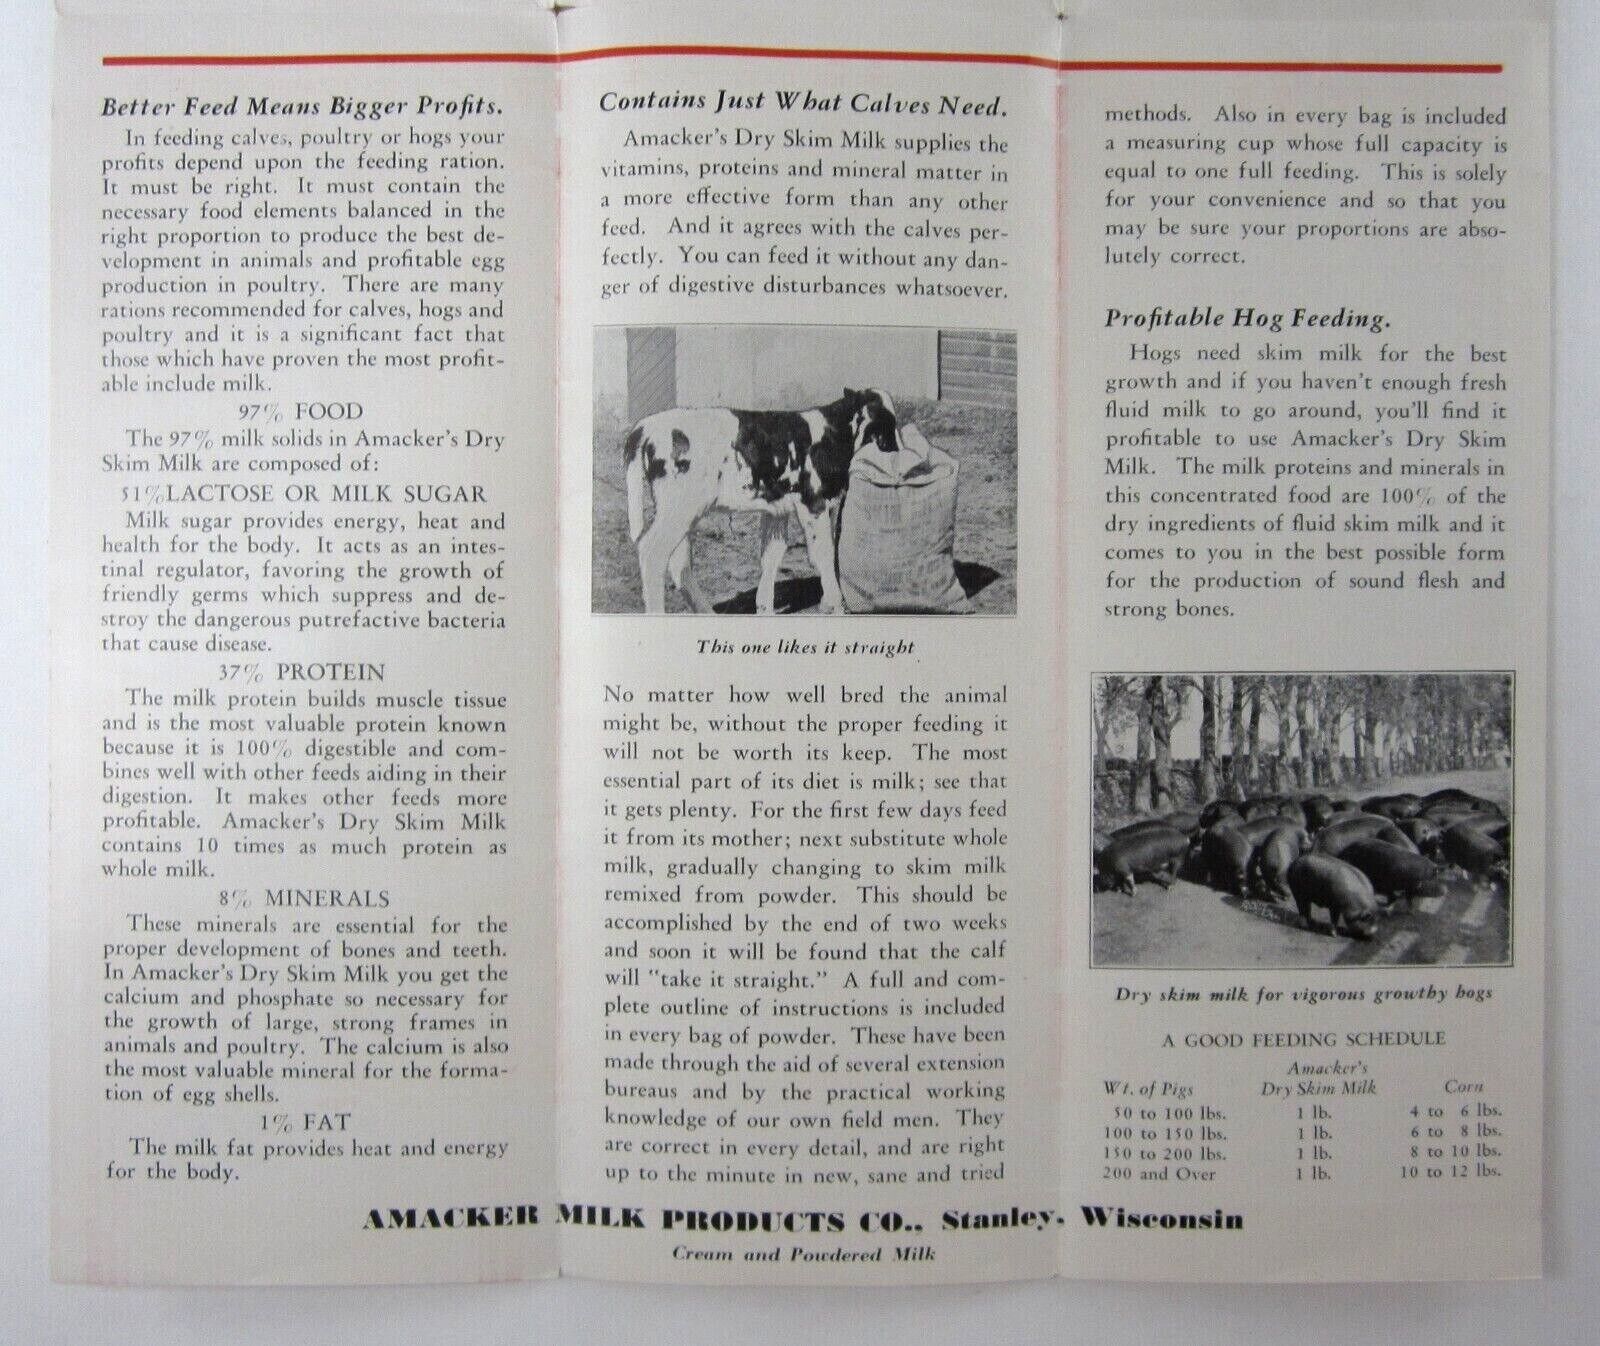 Better Feed Means Bigger Profits.
In feeding calves, poultry or hogs your
profits depend upon the feeding ration.
It must be right. It must contain the
necessary food elements balanced in the
right proportion to produce the best de-
velopment in animals and profitable egg
production in poultry. There are many
rations recommended for calves, hogs and
poultry and it is a significant fact that
those which have proven the most profit-
able include milk.
97% FOOD
The 97% milk solids in Amacker's Dry
Skim Milk are composed of:
51% LACTOSE OR MILK SUGAR
Milk sugar provides energy, heat and
health for the body. It acts as an intes-
tinal regulator, favoring the growth of
friendly germs which suppress and de-
stroy the dangerous putrefactive bacteria
that cause disease.
37% PROTEIN
The milk protein builds muscle tissue
and is the most valuable protein known
because it is 100% digestible and com-
bines well with other feeds aiding in their
digestion. It makes other feeds more
profitable. Amacker's Dry Skim Milk
contains 10 times as much protein as
whole milk.
8% MINERALS
These minerals are essential for the
proper development of bones and teeth.
In Amacker's Dry Skim Milk you get the
calcium and phosphate so necessary for
the growth of large, strong frames in
animals and poultry. The calcium is also
the most valuable mineral for the forma-
tion of egg shells.
1% FAT
The milk fat provides heat and energy
for the body.
Contains Just What Calves Need.
Amacker's Dry Skim Milk supplies the
vitamins, proteins and mineral matter in
a more effective form than any other
feed. And it agrees with the calves per-
fectly. You can feed it without any dan-
ger of digestive disturbances whatsoever.
This one likes it straight
No matter how well bred the animal
might be, without the proper feeding it
will not be worth its keep. The most
essential part of its diet is milk; see that
it gets plenty. For the first few days feed
it from its mother; next substitute whole
milk, gradually changing to skim milk
remixed from powder. This should be
accomplished by the end of two weeks
and soon it will be found that the calf
will "take it straight." A full and com-
plete outline of instructions is included
in every bag of powder. These have been
made through the aid of several extension
bureaus and by the practical working
knowledge of our own field men. They
are correct in every detail, and are right
up to the minute in new, sane and tried
methods. Also in every bag is included
a measuring cup whose full capacity is
equal to one full feeding. This is solely
for your convenience and so that you
may be sure your proportions are abso-
lutely correct.
Profitable Hog Feeding.
Hogs need skim milk for the best
growth and if you haven't enough fresh
fluid milk to go around, you'll find it
profitable to use Amacker's Dry Skim
Milk. The milk proteins and minerals in
this concentrated food are 100% of the
dry ingredients of fluid skim milk and it
comes to you in the best possible form
for the production of sound flesh and
strong bones.
Dry skim milk for vigorous growthy hogs
A GOOD FEEDING SCHEDULE
Amacker's
Wt. of Pigs Dry Skim Milk Corn
50 to 100 lbs. 1 lb. 4 to 6 lbs.
100 to 150 lbs. 1 lb. 6 to 8 lbs.
150 to 200 lbs. 1 lb. 8 to 10 lbs.
200 and Over 1 lb. 10 to 12 lbs.
AMACKER MILK PRODUCTS CO., Stanley, Wisconsin
Cream and Powdered Milk